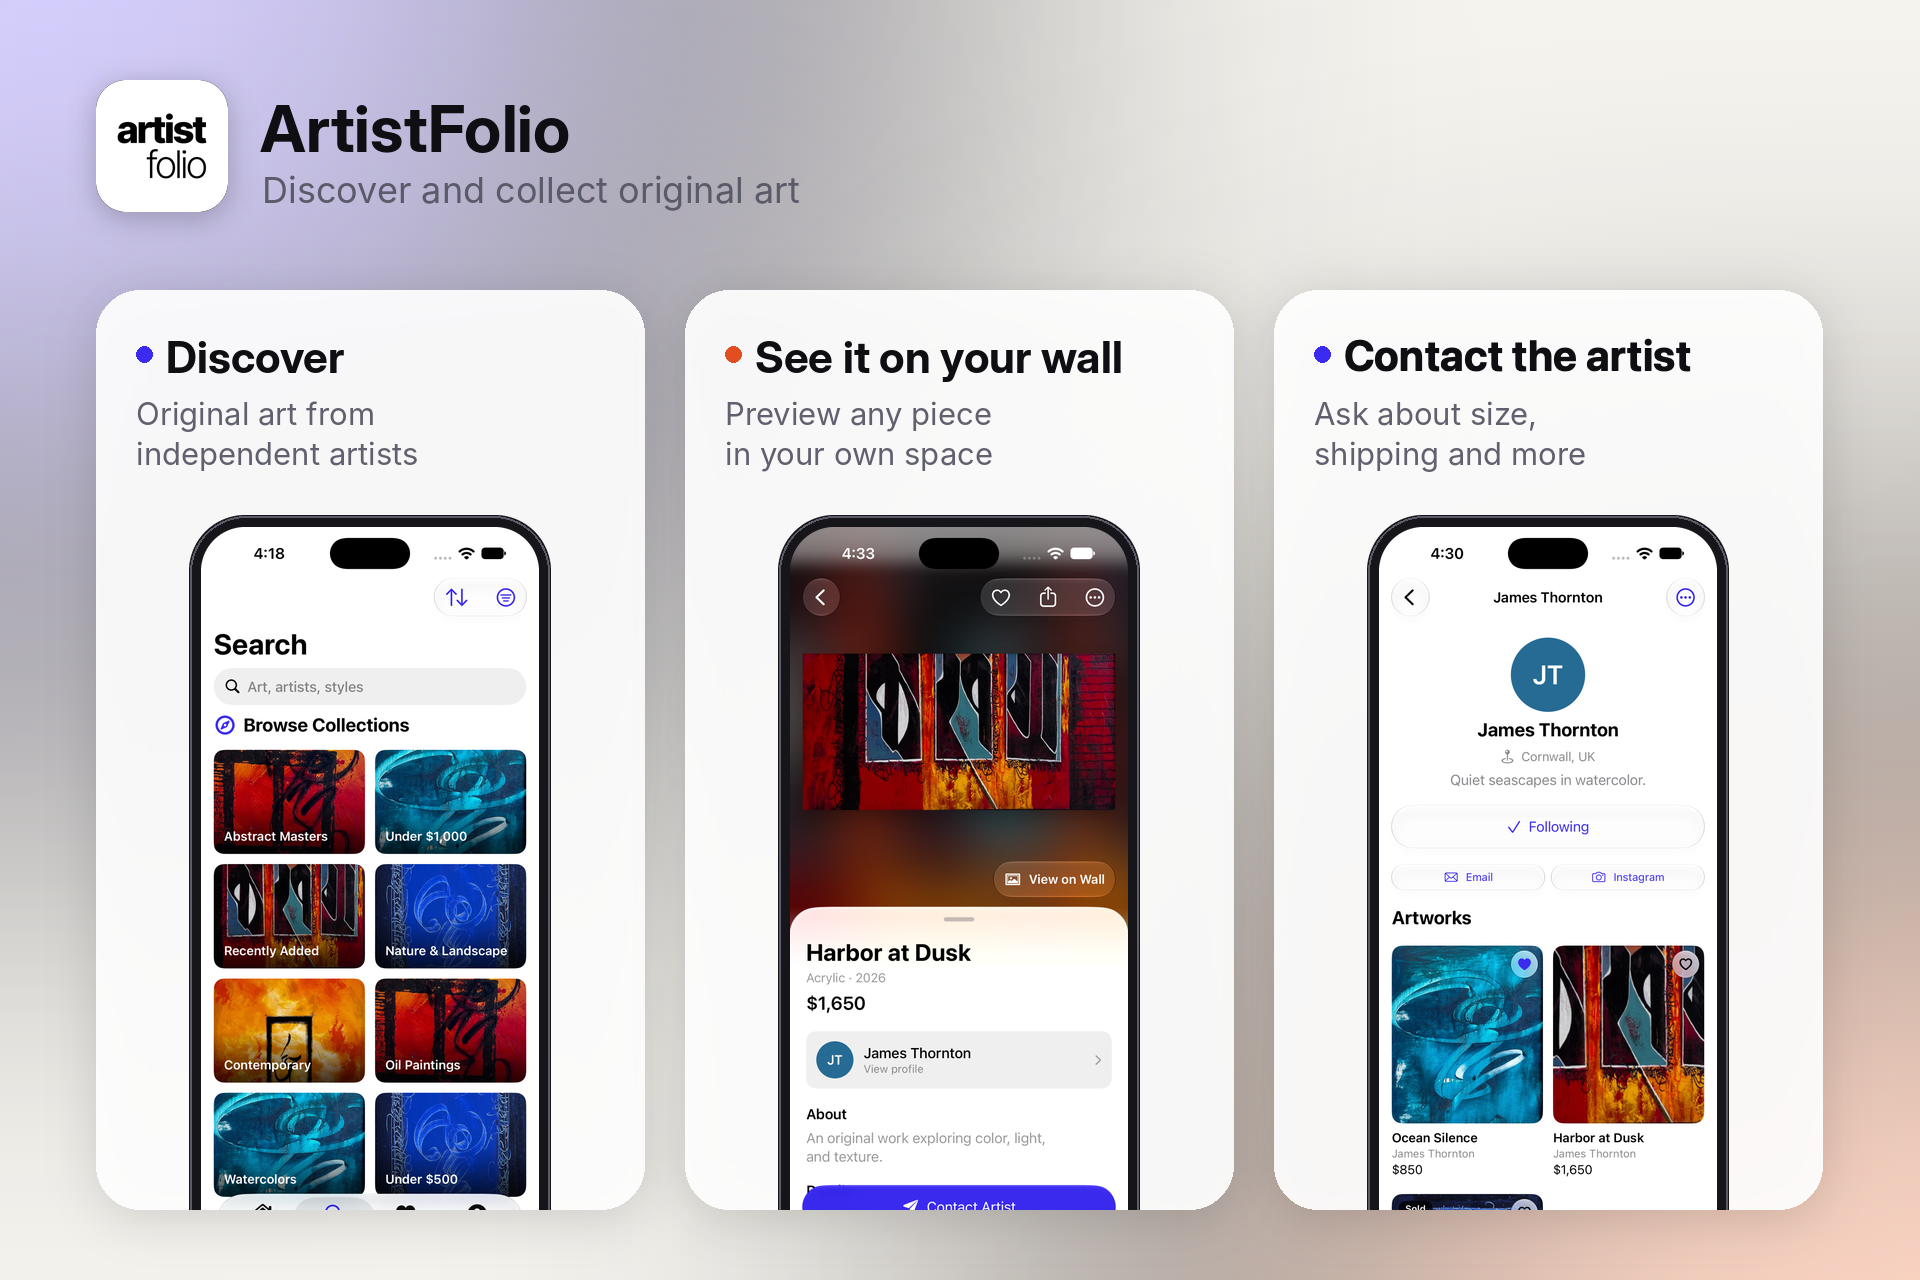 artist
folio
ArtistFolio
Discover and collect original art
Discover
Original art from
independent artists
4:18
Search
Art, artists, styles
Browse Collections
Abstract Masters
Under $1,000
Recently Added
Nature & Landscape
Contemporary
Oil Paintings
Watercolors
Under $500
See it on your wall
Preview any piece
in your own space
4:33
View on Wall
Harbor at Dusk
Acrylic · 2026
$1,650
JT
James Thornton
View profile
About
An original work exploring color, light,
and texture.
Contact Artist
Contact the artist
Ask about size,
shipping and more
4:30
James Thornton
JT
James Thornton
Cornwall, UK
Quiet seascapes in watercolor.
Following
Email
Instagram
Artworks
Ocean Silence
James Thornton
$850
Harbor at Dusk
James Thornton
$1,650
Sold